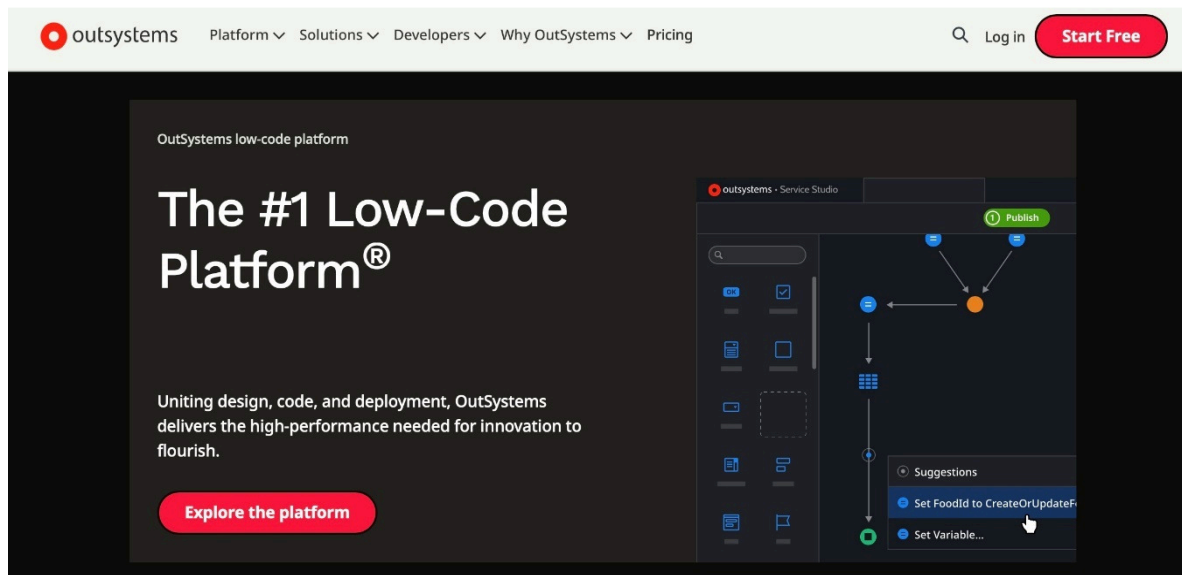 outsystems Platform Solutions Developers Why OutSystems Pricing Log in Start Free
OutSystems low-code platform
The #1 Low-Code
Platform®
Uniting design, code, and deployment, OutSystems
delivers the high-performance needed for innovation to
flourish.
Explore the platform
outsystems · Service Studio
1 Publish
OK
Suggestions
Set FoodId to CreateOrUpdateF
Set Variable...